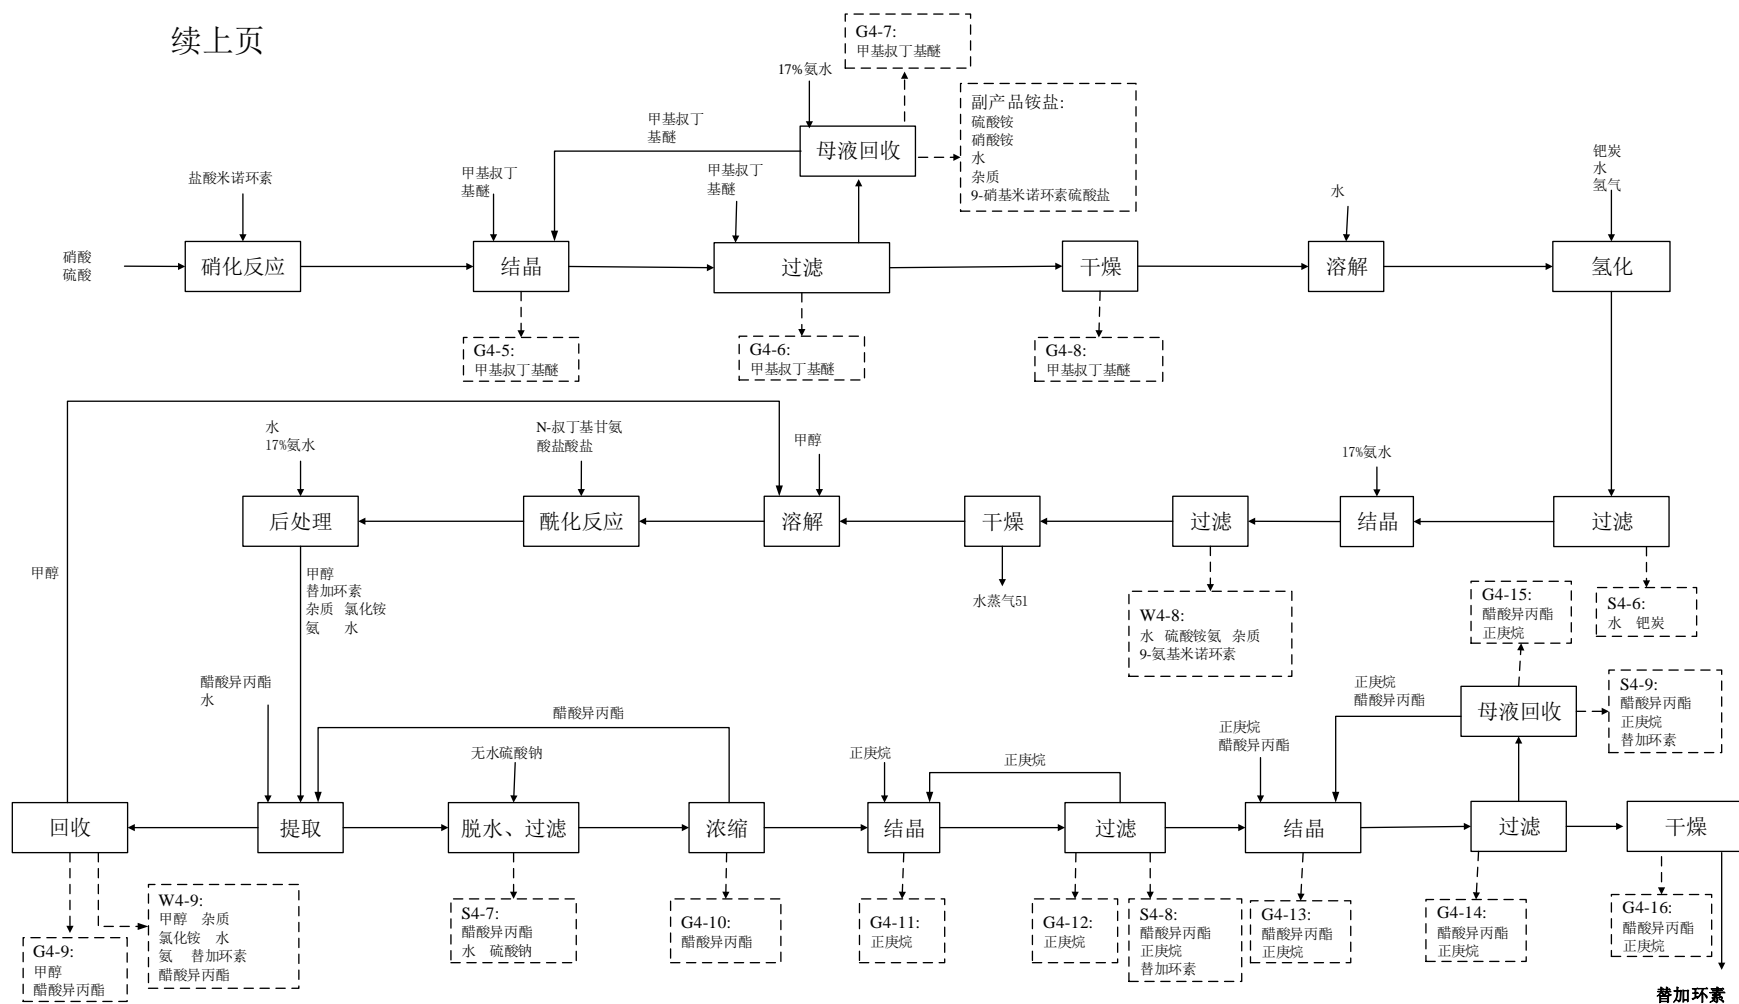 续上页
G4-7:
甲基叔丁基醚
17%氨水
副产品铵盐:
硫酸铵
硝酸铵
水
杂质
9-硝基米诺环素硫酸盐
甲基叔丁
基醚
母液回收
盐酸米诺环素
甲基叔丁
基醚
甲基叔丁
基醚
水
钯炭
水
氢气
硝酸
硫酸
硝化反应
结晶
过滤
干燥
溶解
氢化
G4-5:
甲基叔丁基醚
G4-6:
甲基叔丁基醚
G4-8:
甲基叔丁基醚
水
17%氨水
N-叔丁基甘氨
酸盐酸盐
甲醇
17%氨水
后处理
酰化反应
溶解
干燥
过滤
结晶
过滤
甲醇
甲醇
替加环素
杂质 氯化铵
氨 水
水蒸气51
W4-8:
水 硫酸铵氨 杂质
9-氨基米诺环素
G4-15:
醋酸异丙酯
正庚烷
S4-6:
水 钯炭
醋酸异丙酯
水
醋酸异丙酯
无水硫酸钠
正庚烷
正庚烷
正庚烷
醋酸异丙酯
正庚烷
醋酸异丙酯
母液回收
S4-9:
醋酸异丙酯
正庚烷
替加环素
回收
提取
脱水、过滤
浓缩
结晶
过滤
结晶
过滤
干燥
G4-9:
甲醇
醋酸异丙酯
W4-9:
甲醇 杂质
氯化铵 水
氨 替加环素
醋酸异丙酯
S4-7:
醋酸异丙酯
水 硫酸钠
G4-10:
醋酸异丙酯
G4-11:
正庚烷
G4-12:
正庚烷
S4-8:
醋酸异丙酯
正庚烷
替加环素
G4-13:
醋酸异丙酯
正庚烷
G4-14:
醋酸异丙酯
正庚烷
G4-16:
醋酸异丙酯
正庚烷
替加环素